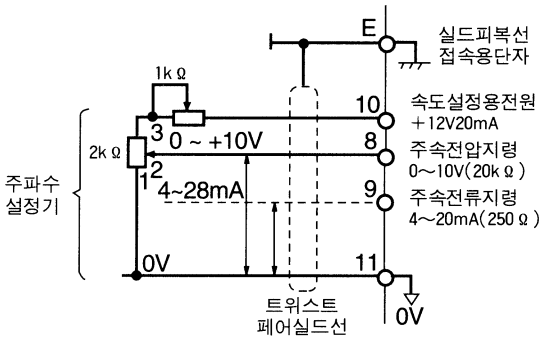 E
실드피복선
접속용단자
1kΩ
10
속도설정용전원
+12V20mA
3
0 ~ +10V
8
주속전압지령
0~10V(20kΩ)
2kΩ
2
1
주파수
설정기
4~28mA
9
주속전류지령
4~20mA(250Ω)
0V
11
트위스트
페어실드선
0V